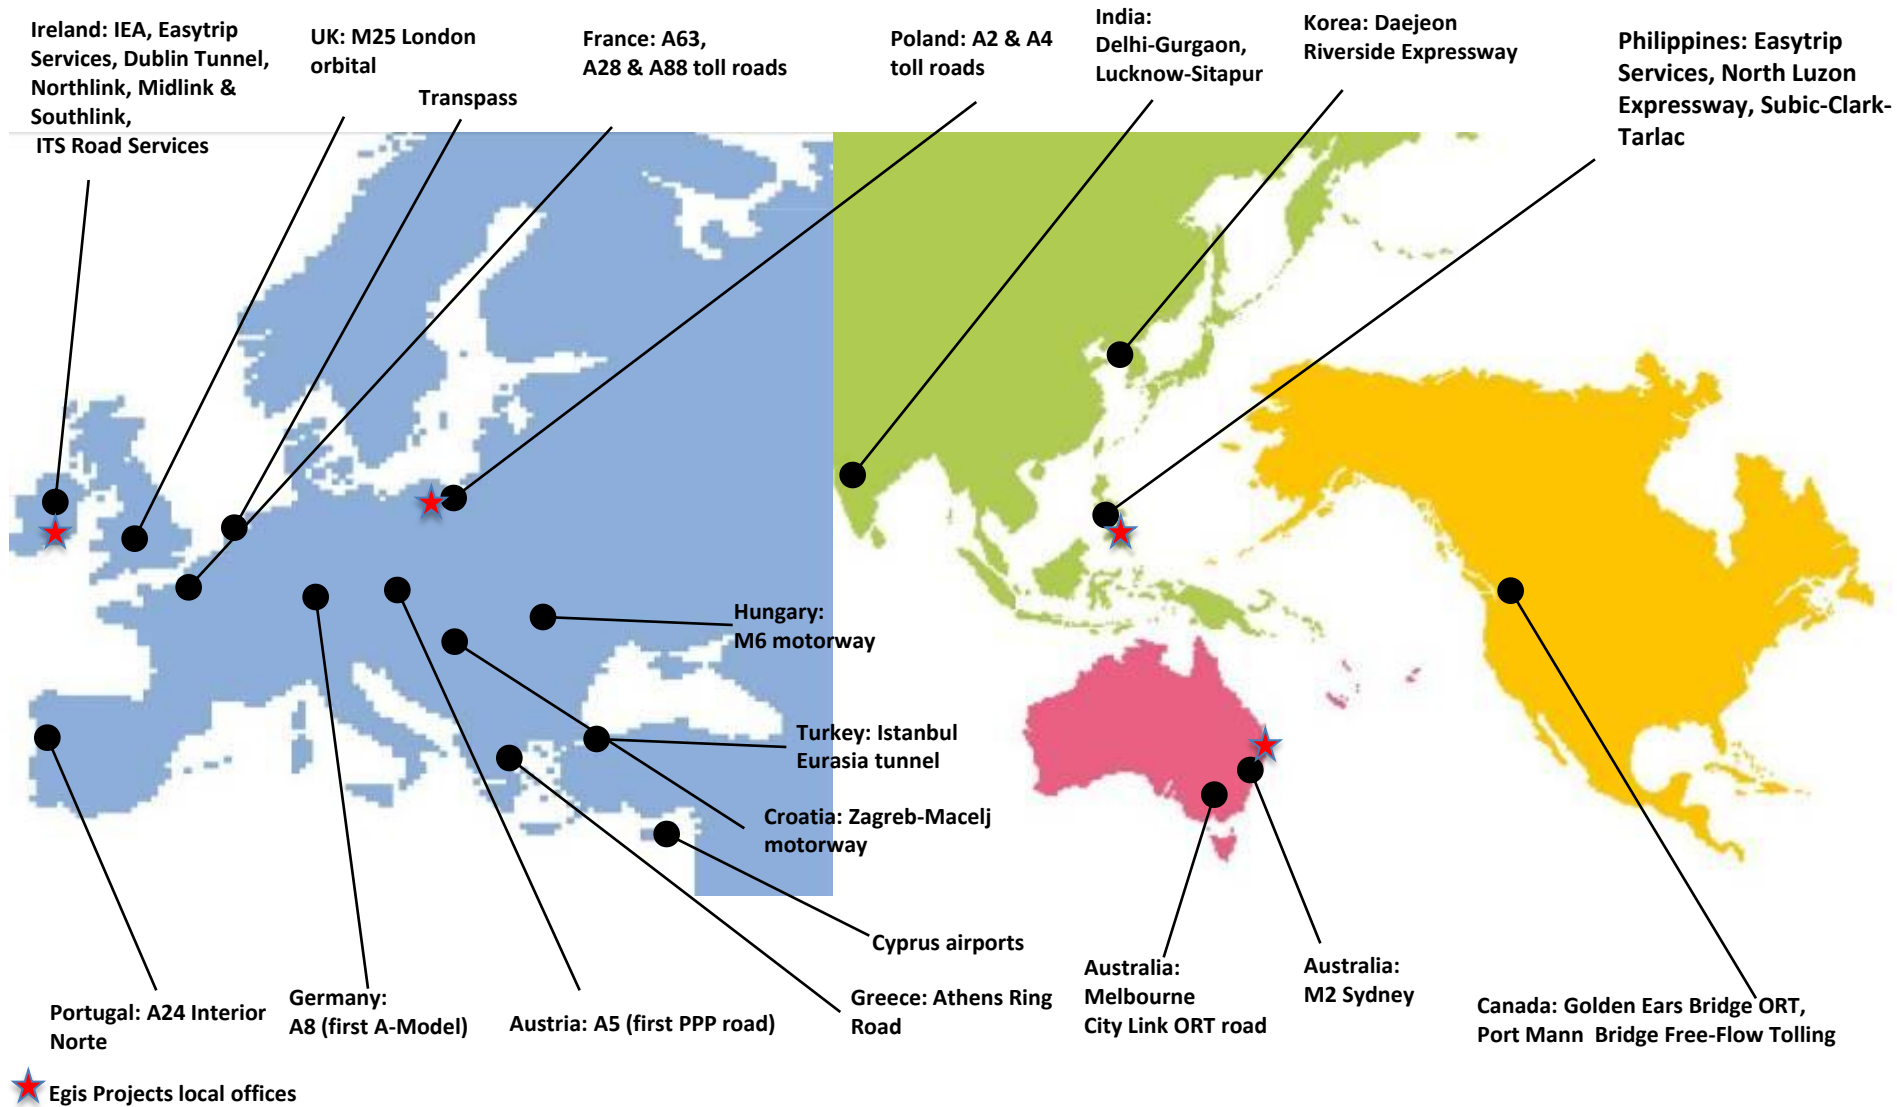 Ireland: IEA, Easytrip
Services, Dublin Tunnel,
Northlink, Midlink &
Southlink,
ITS Road Services
UK: M25 London
orbital
Transpass
France: A63,
A28 & A88 toll roads
Poland: A2 & A4
toll roads
India:
Delhi-Gurgaon,
Lucknow-Sitapur
Korea: Daejeon
Riverside Expressway
Philippines: Easytrip
Services, North Luzon
Expressway, Subic-Clark-
Tarlac
Hungary:
M6 motorway
Turkey: Istanbul
Eurasia tunnel
Croatia: Zagreb-Macelj
motorway
Cyprus airports
Portugal: A24 Interior
Norte
Germany:
A8 (first A-Model)
Austria: A5 (first PPP road)
Greece: Athens Ring
Road
Australia:
Melbourne
City Link ORT road
Australia:
M2 Sydney
Canada: Golden Ears Bridge ORT,
Port Mann Bridge Free-Flow Tolling
Egis Projects local offices